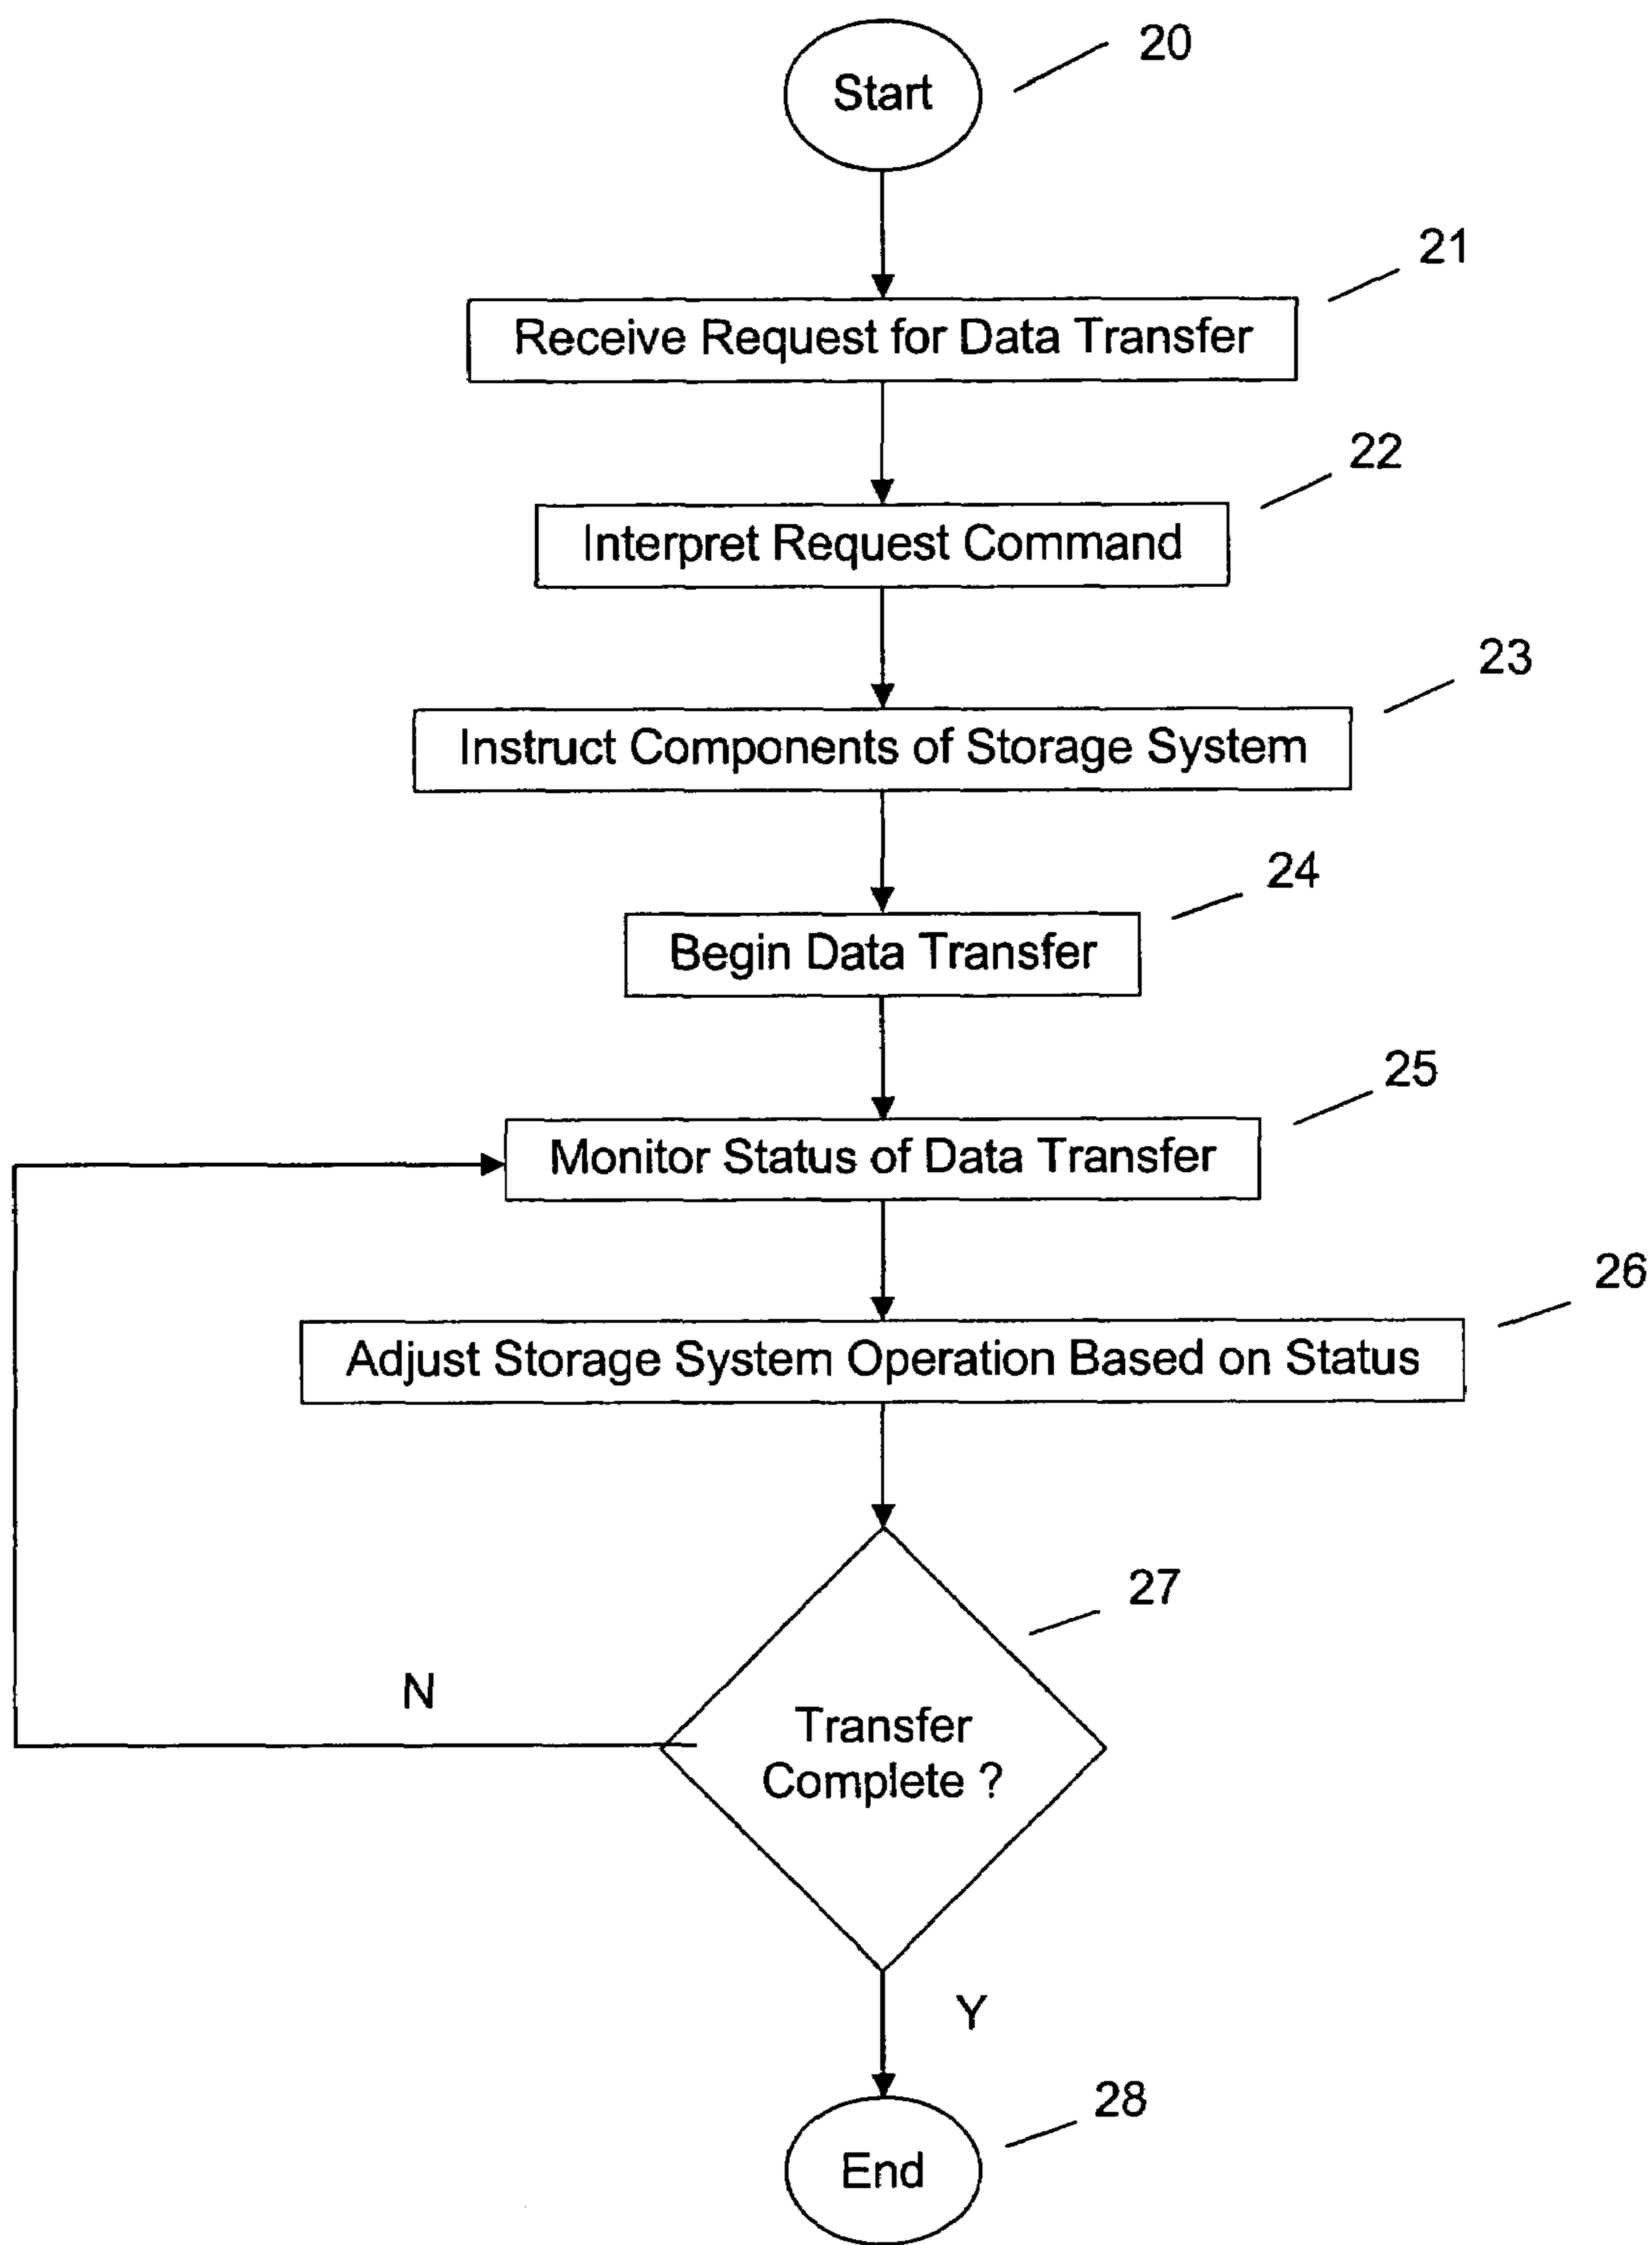 20
Start
21
Receive Request for Data Transfer
22
Interpret Request Command
23
Instruct Components of Storage System
24
Begin Data Transfer
25
Monitor Status of Data Transfer
26
Adjust Storage System Operation Based on Status
27
N
Transfer
Complete ?
Y
28
End